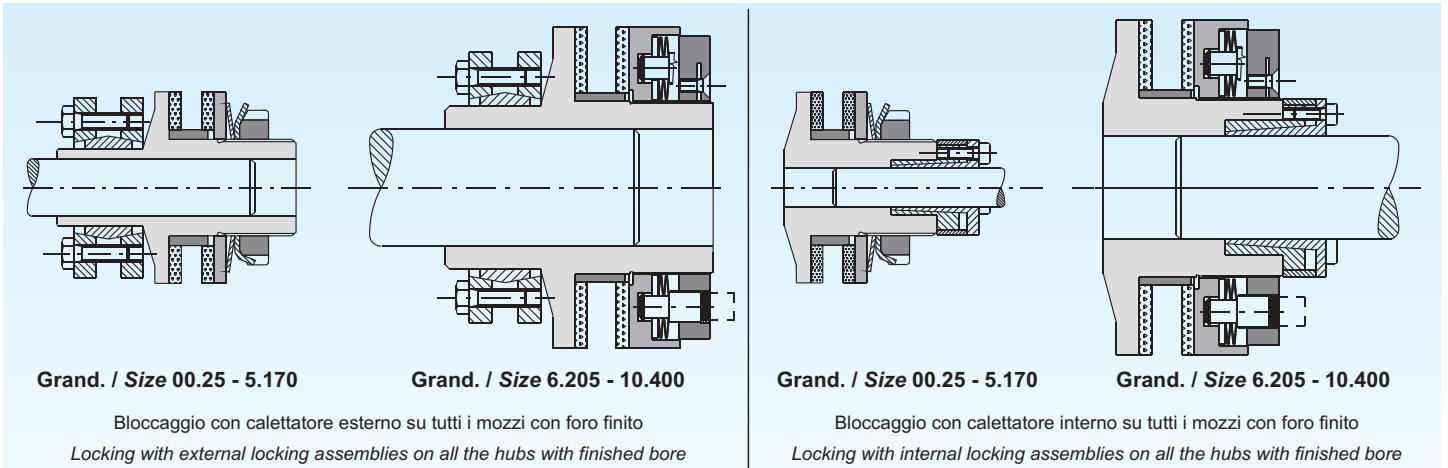 Grand. / Size 00.25 - 5.170
Grand. / Size 6.205 - 10.400
Bloccaggio con calettatore esterno su tutti i mozzi con foro finito
Locking with external locking assemblies on all the hubs with finished bore
Grand. / Size 00.25 - 5.170
Grand. / Size 6.205 - 10.400
Bloccaggio con calettatore interno su tutti i mozzi con foro finito
Locking with internal locking assemblies on all the hubs with finished bore